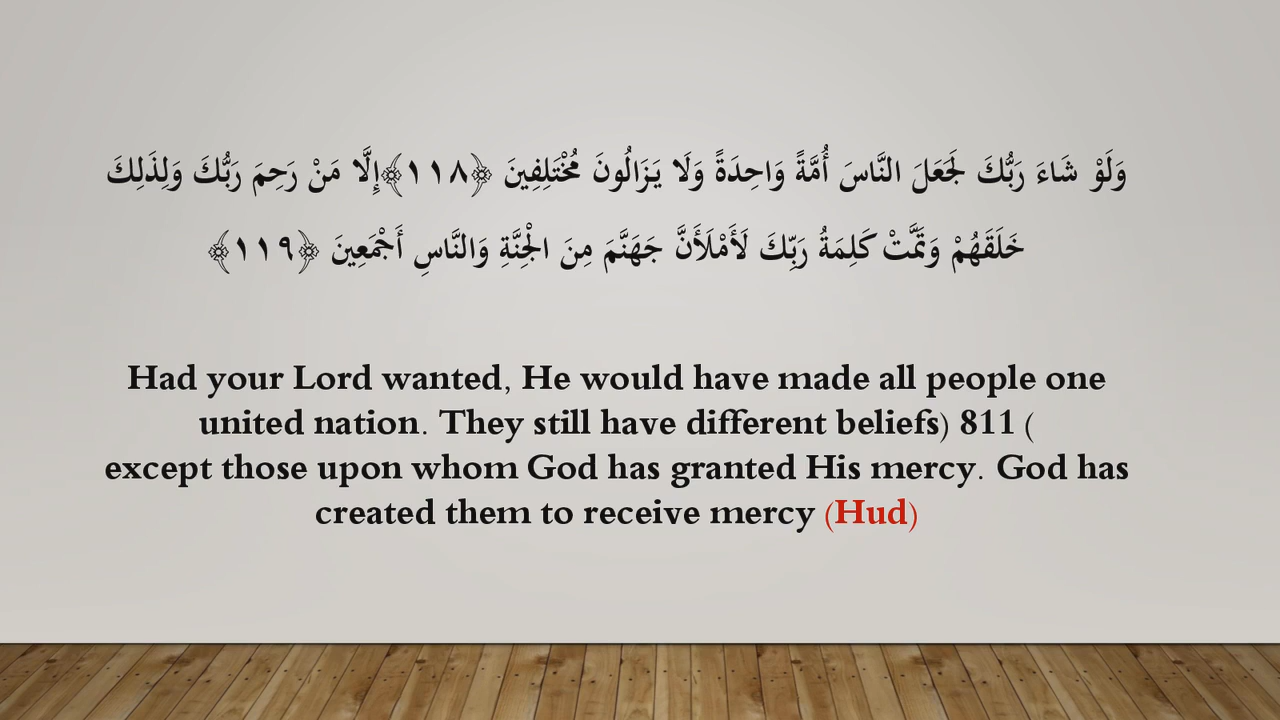 وَلَوْ شَاءَ رَبُّكَ لَجَعَلَ النَّاسَ أُمَّةً وَاحِدَةً وَلَا يَزَالُونَ مُخْتَلِفِينَ ﴿١١٨﴾إِلَّا مَنْ رَحِمَ رَبُّكَ وَلِذَلِكَ
خَلَقَهُمْ وَتَمَّتْ كَلِمَةُ رَبِّكَ لَأَمْلَأَنَّ جَهَنَّمَ مِنَ الْجِنَّةِ وَالنَّاسِ أَجْمَعِينَ ﴿١١٩﴾
Had your Lord wanted, He would have made all people one
united nation. They still have different beliefs) 811 (
except those upon whom God has granted His mercy. God has
created them to receive mercy (Hud)